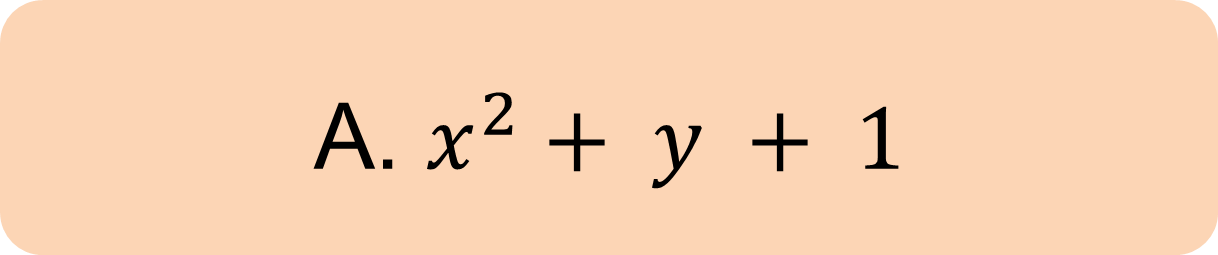 A. x² + y + 1